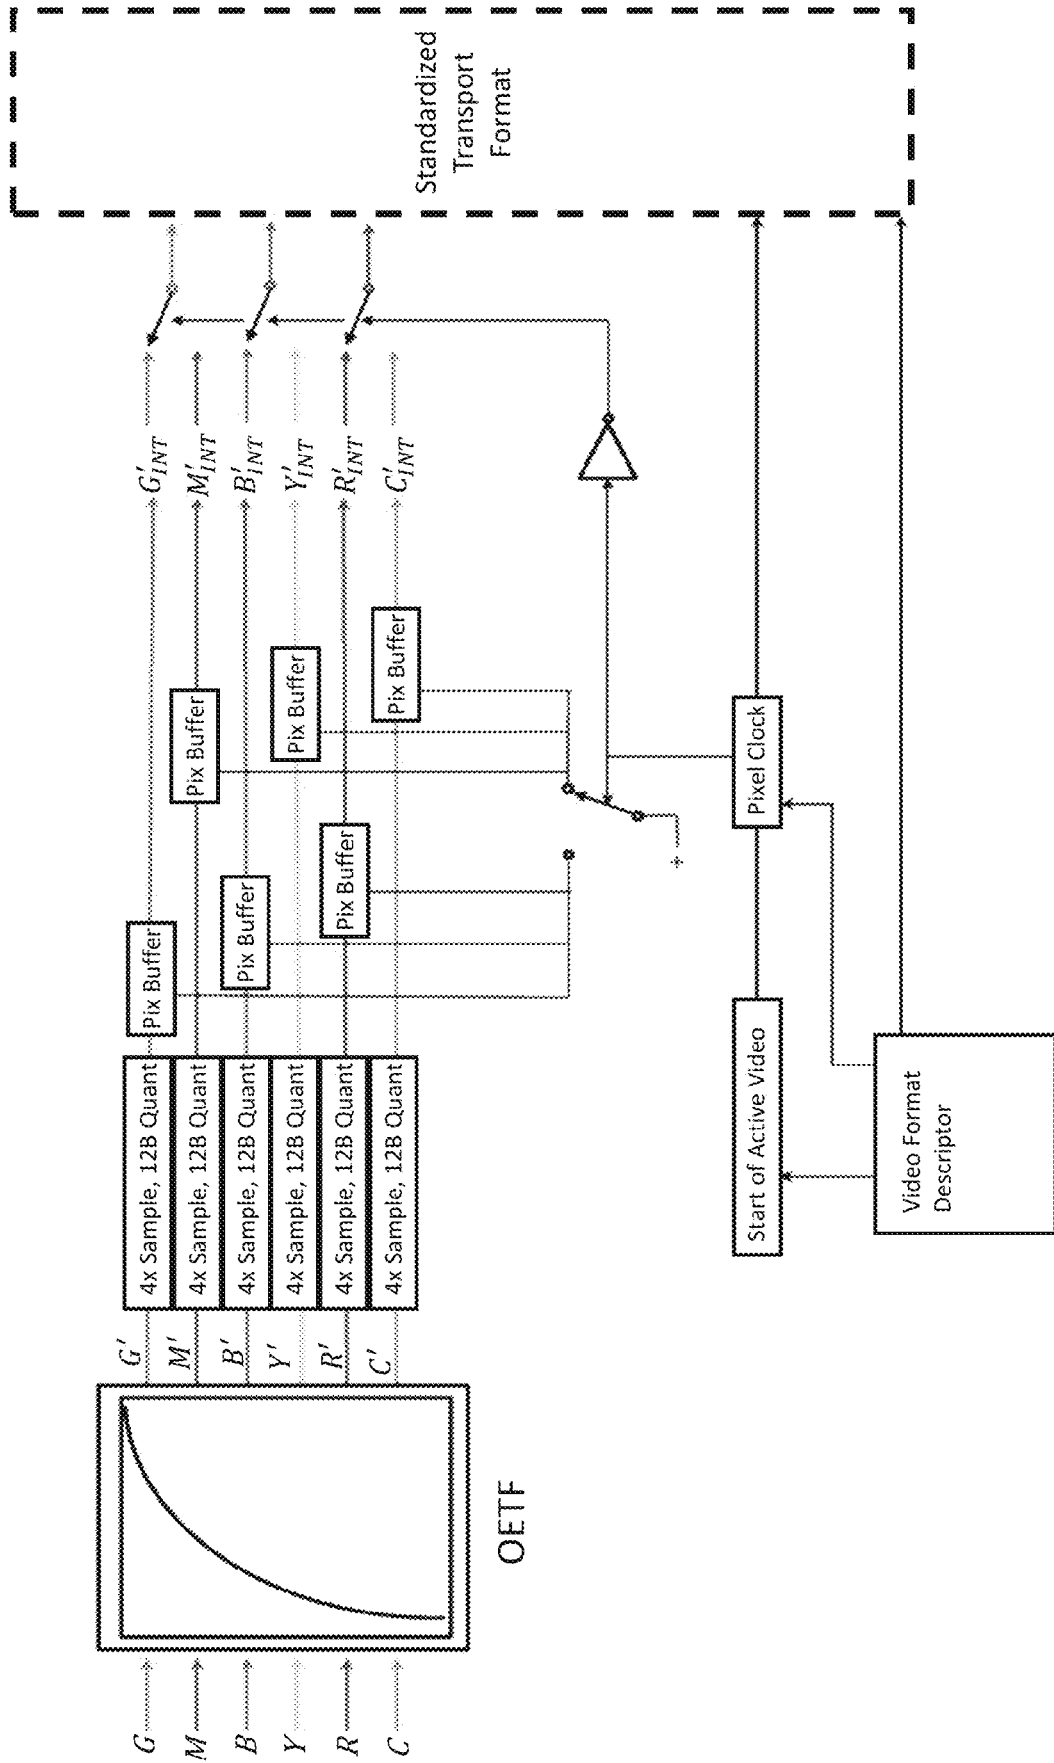 G
M
B
Y
R
C
OETF
G'
M'
B'
Y'
R'
C'
4x Sample, 12B Quant
4x Sample, 12B Quant
4x Sample, 12B Quant
4x Sample, 12B Quant
4x Sample, 12B Quant
4x Sample, 12B Quant
Pix Buffer
Pix Buffer
Pix Buffer
Pix Buffer
Pix Buffer
Pix Buffer
G'INT
M'INT
B'INT
Y'INT
R'INT
C'INT
+
Start of Active Video
Pixel Clock
Video Format
Descriptor
Standardized
Transport
Format